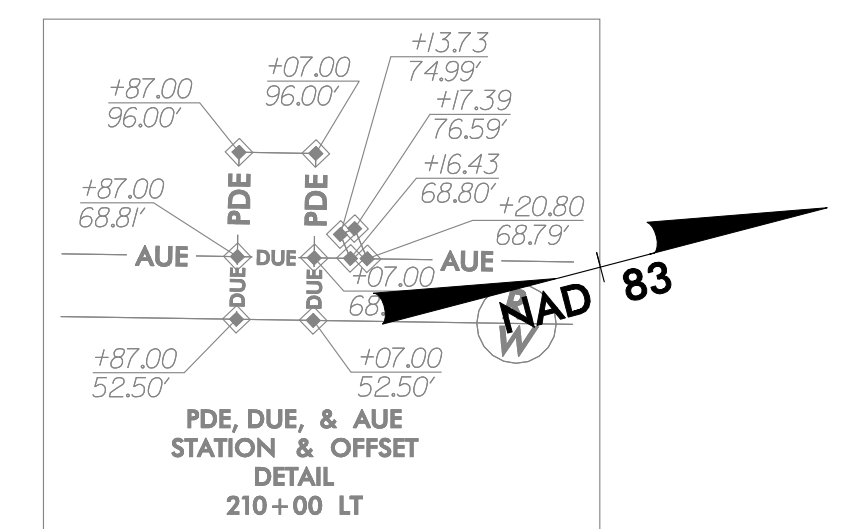 +13.73
74.99'
+07.00
96.00'
+87.00
96.00'
+17.39
76.59'
+16.43
68.80'
+87.00
68.81'
+20.80
68.79'
PDE
PDE
AUE
DUE
AUE
+07.00
DUE
DUE
NAD 83
W
+87.00
52.50'
+07.00
52.50'
PDE, DUE, & AUE
STATION & OFFSET
DETAIL
210+00 LT